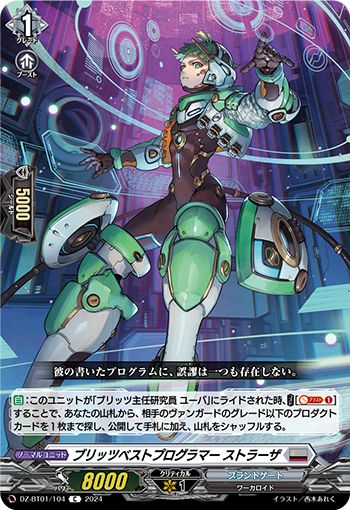 1
グレード
ブースト
5000
シールド
彼の書いたプログラムに、誤謬は一つも存在しない。
自:このユニットが「ブリッツ主任研究員 ユーバ」にライドされた時、【コスト】[CB1]
することで、あなたの山札から、相手のヴァンガードのグレード以下のプロダクト
カードを1枚まで探し、公開して手札に加え、山札をシャッフルする。
ノーマルユニット
ブリッツベストプログラマー ストラーザ
パワー 8000
クリティカル
1
ブラントゲート
ワーカロイド
DZ-BT01/104 C 2024
イラスト/西木あれく